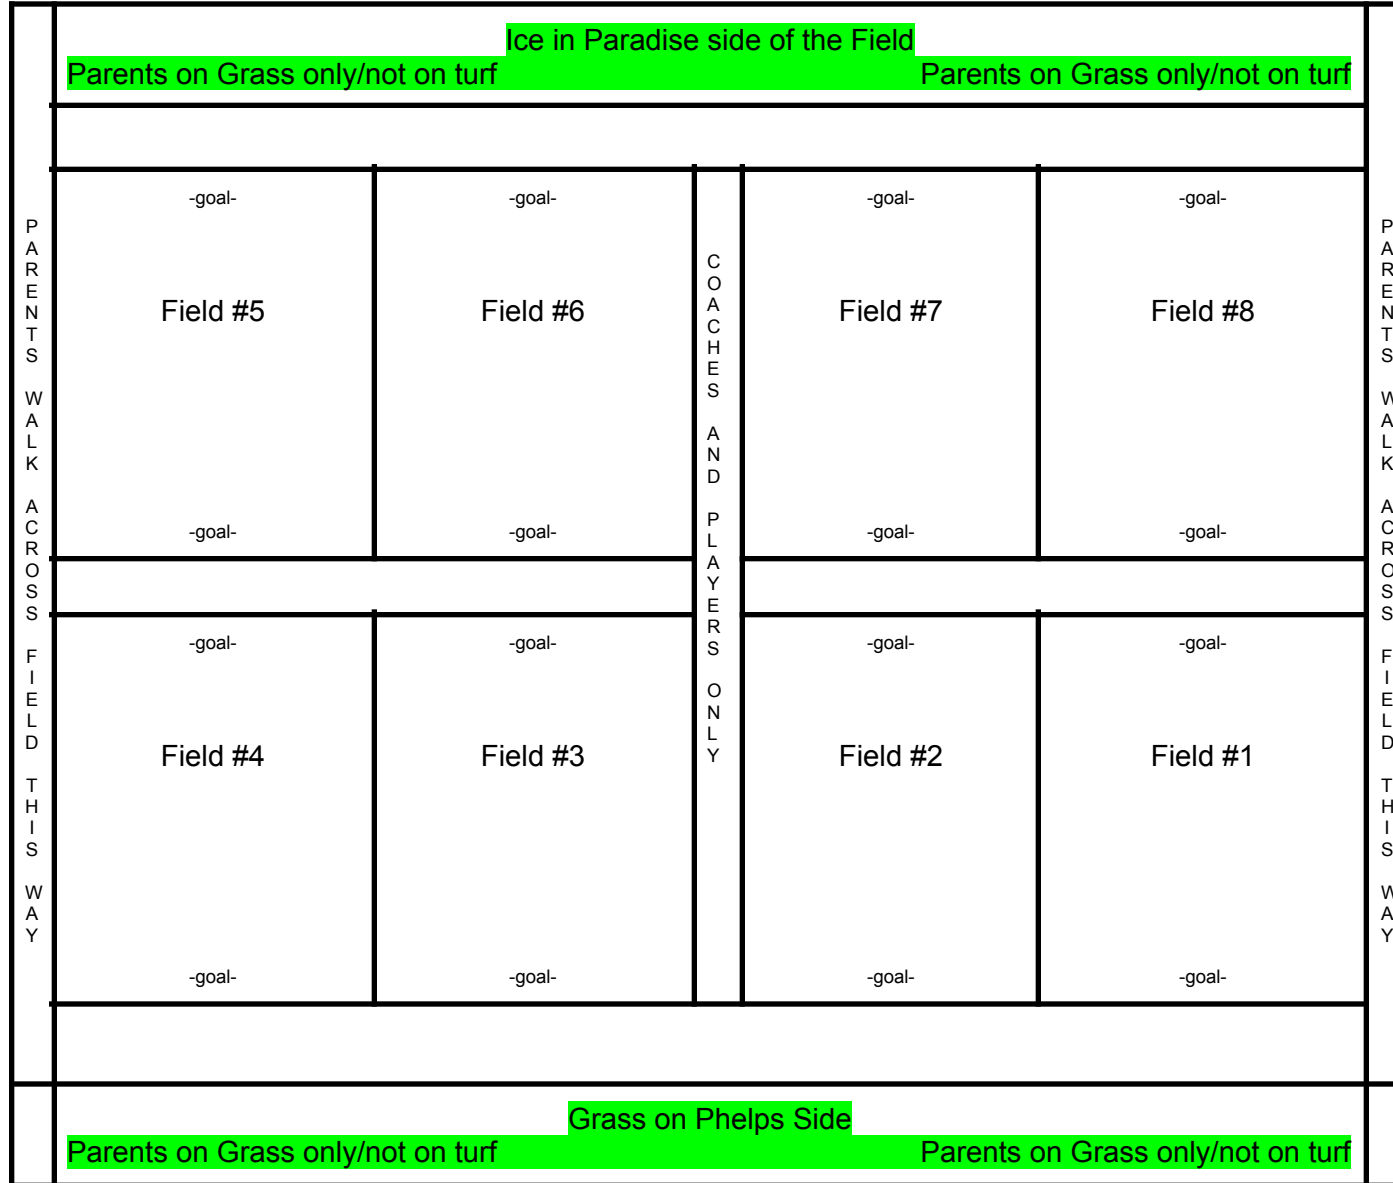 Ice in Paradise side of the Field
Parents on Grass only/not on turf Parents on Grass only/not on turf
PARENTS WALK ACROSS FIELD THIS WAY
-goal- -goal- -goal- -goal-
Field #5 Field #6 Field #7 Field #8
-goal- -goal- -goal- -goal-
COACHES AND PLAYERS ONLY
-goal- -goal- -goal- -goal-
Field #4 Field #3 Field #2 Field #1
-goal- -goal- -goal- -goal-
PARENTS WALK ACROSS FIELD THIS WAY
Grass on Phelps Side
Parents on Grass only/not on turf Parents on Grass only/not on turf